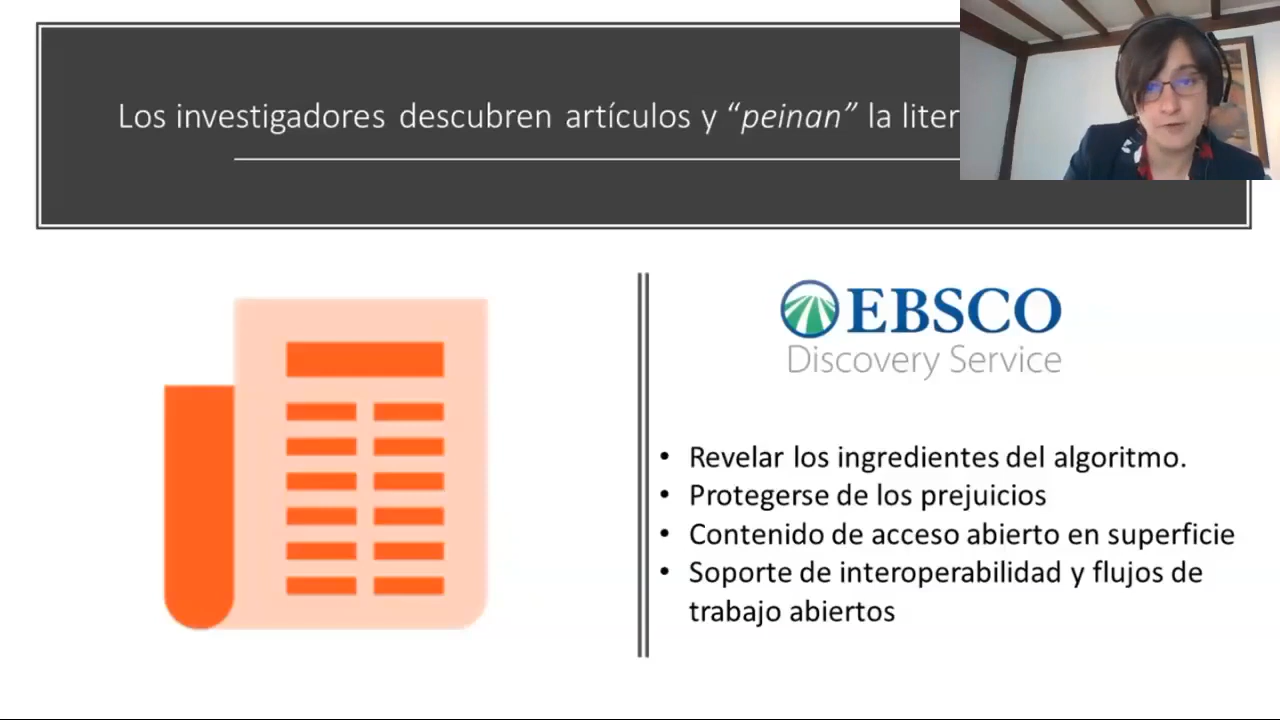 Los investigadores descubren artículos y “peinan” la liter
EBSCO
Discovery Service
• Revelar los ingredientes del algoritmo.
• Protegerse de los prejuicios
• Contenido de acceso abierto en superficie
• Soporte de interoperabilidad y flujos de
trabajo abiertos